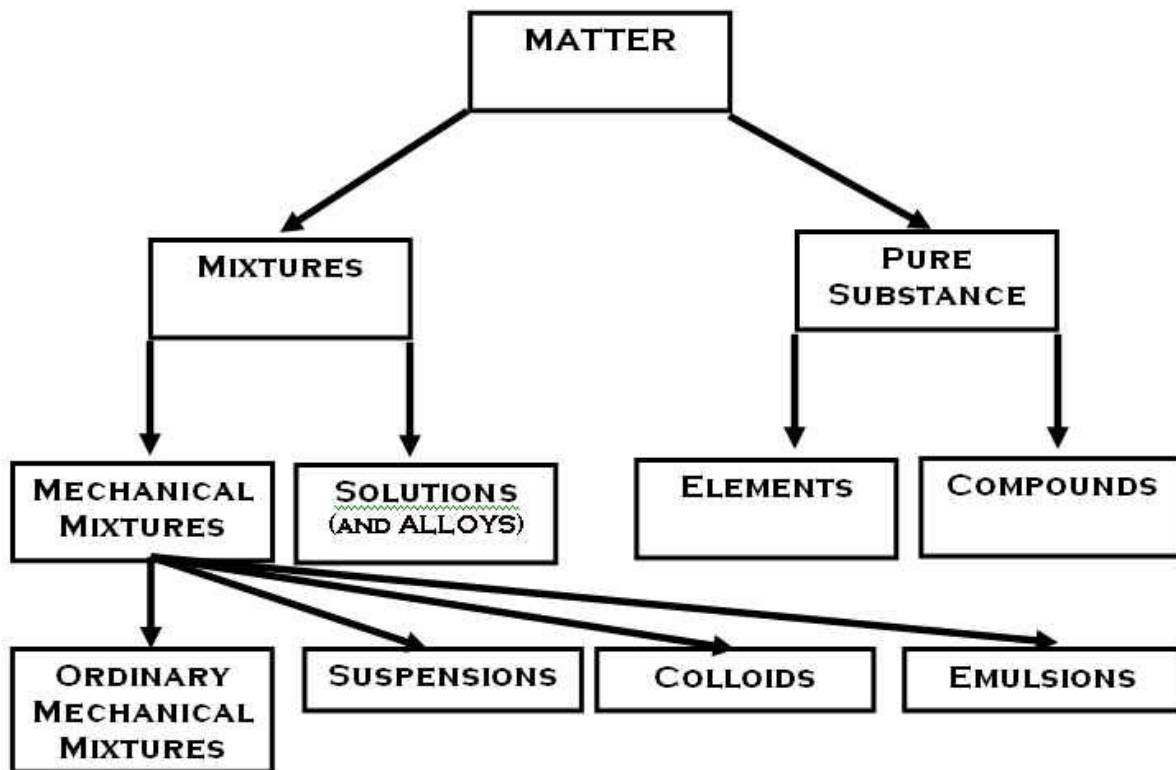 MATTER
MIXTURES
PURE
SUBSTANCE
MECHANICAL
MIXTURES
SOLUTIONS
(AND ALLOYS)
ELEMENTS
COMPOUNDS
ORDINARY
MECHANICAL
MIXTURES
SUSPENSIONS
COLLOIDS
EMULSIONS